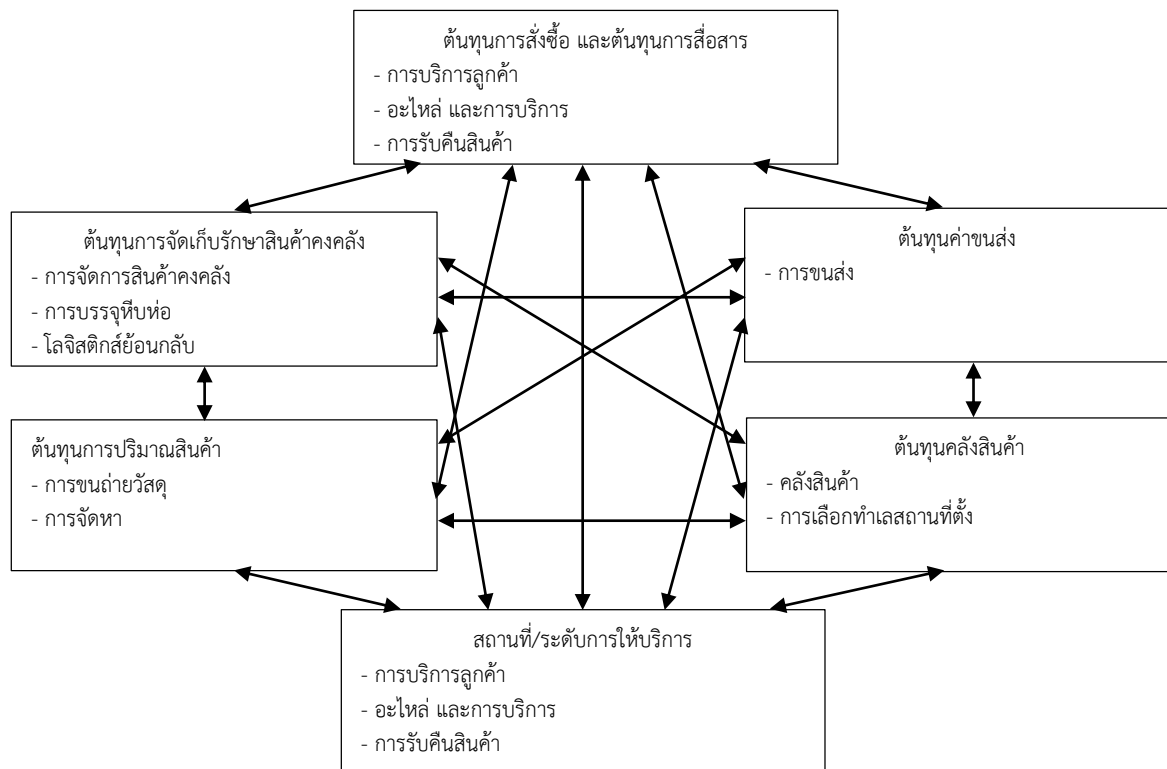 ต้นทุนการสั่งซื้อ และต้นทุนการสื่อสาร
- การบริการลูกค้า
- อะไหล่ และการบริการ
- การรับคืนสินค้า
ต้นทุนการจัดเก็บรักษาสินค้าคงคลัง
- การจัดการสินค้าคงคลัง
- การบรรจุหีบห่อ
- โลจิสติกส์ย้อนกลับ
ต้นทุนค่าขนส่ง
- การขนส่ง
ต้นทุนการปริมาณสินค้า
- การขนถ่ายวัสดุ
- การจัดหา
ต้นทุนคลังสินค้า
- คลังสินค้า
- การเลือกทำเลสถานที่ตั้ง
สถานที่/ระดับการให้บริการ
- การบริการลูกค้า
- อะไหล่ และการบริการ
- การรับคืนสินค้า